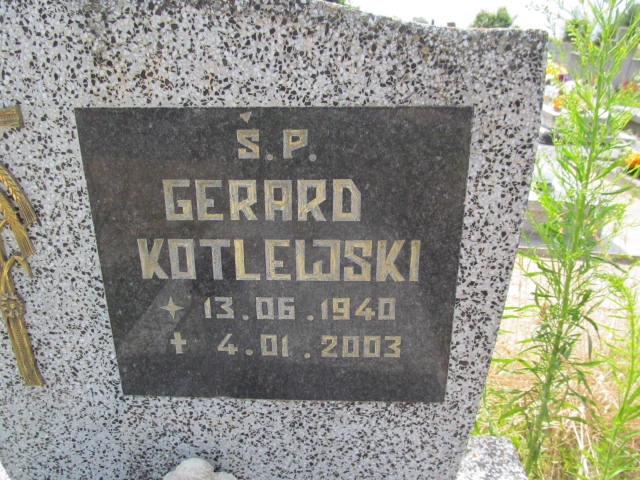 Ś.P.
GERARD
KOTLEWSKI
✦ 13.06.1940
✝ 4.01.2003